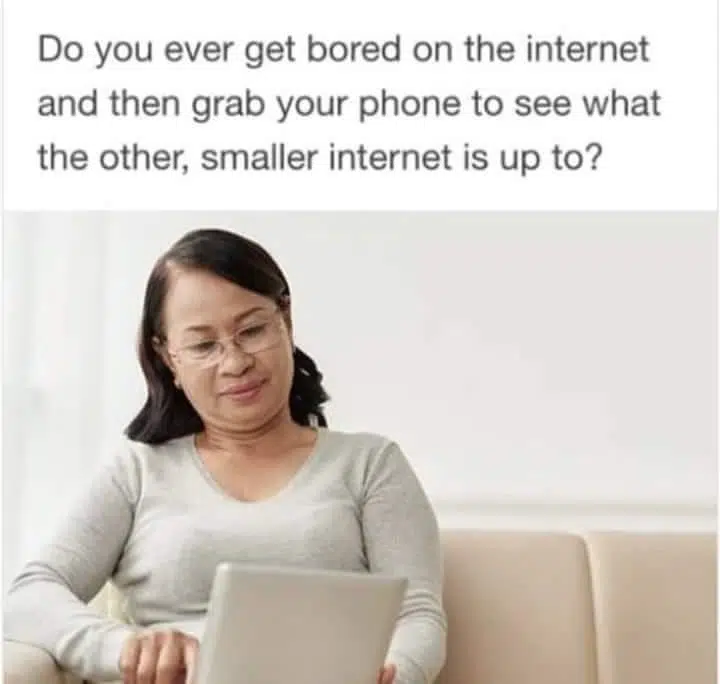 Do you ever get bored on the internet
and then grab your phone to see what
the other, smaller internet is up to?